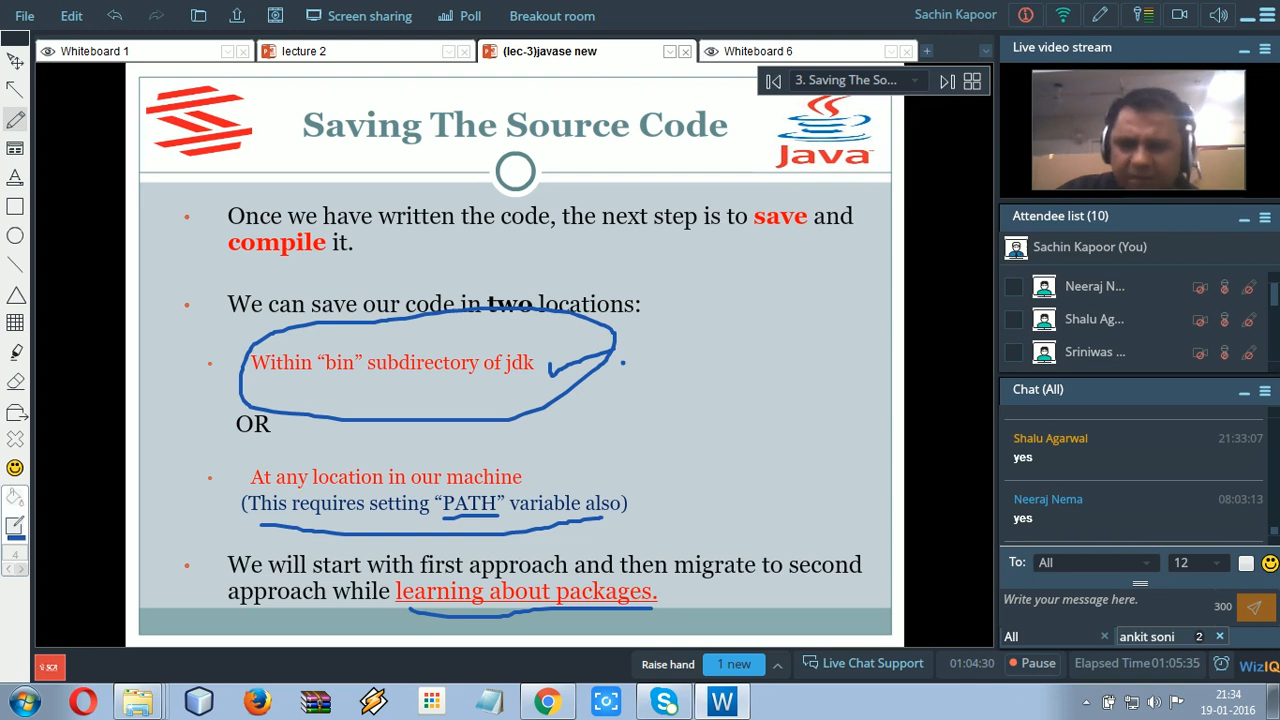 File Edit Screen sharing Poll Breakout room Sachin Kapoor
Whiteboard 1 lecture 2 (lec-3)javase new Whiteboard 6
Live video stream
3. Saving The So...
Saving The Source Code
Java
Once we have written the code, the next step is to save and
compile it.
We can save our code in two locations:
Within “bin” subdirectory of jdk
OR
At any location in our machine
(This requires setting “PATH” variable also)
We will start with first approach and then migrate to second
approach while learning about packages.
Attendee list (10)
Sachin Kapoor (You)
Neeraj N...
Shalu Ag...
Sriniwas ...
Chat (All)
Shalu Agarwal 21:33:07
yes
Neeraj Nema 08:03:13
yes
To: All 12
Write your message here. 300
All ankit soni 2
4
SCA Raise hand 1 new Live Chat Support 01:04:30 Pause Elapsed Time 01:05:35 WizIQ
21:34
19-01-2016